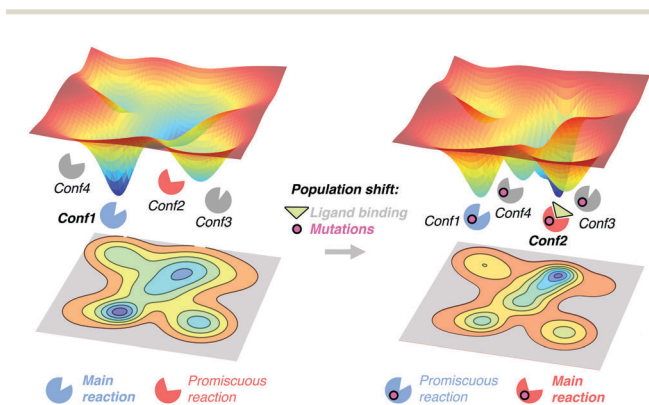 Conf4
Conf1
Conf2
Conf3
Population shift:
Ligand binding
Mutations
Conf1
Conf4
Conf2
Conf3
Main
reaction
Promiscuous
reaction
Promiscuous
reaction
Main
reaction